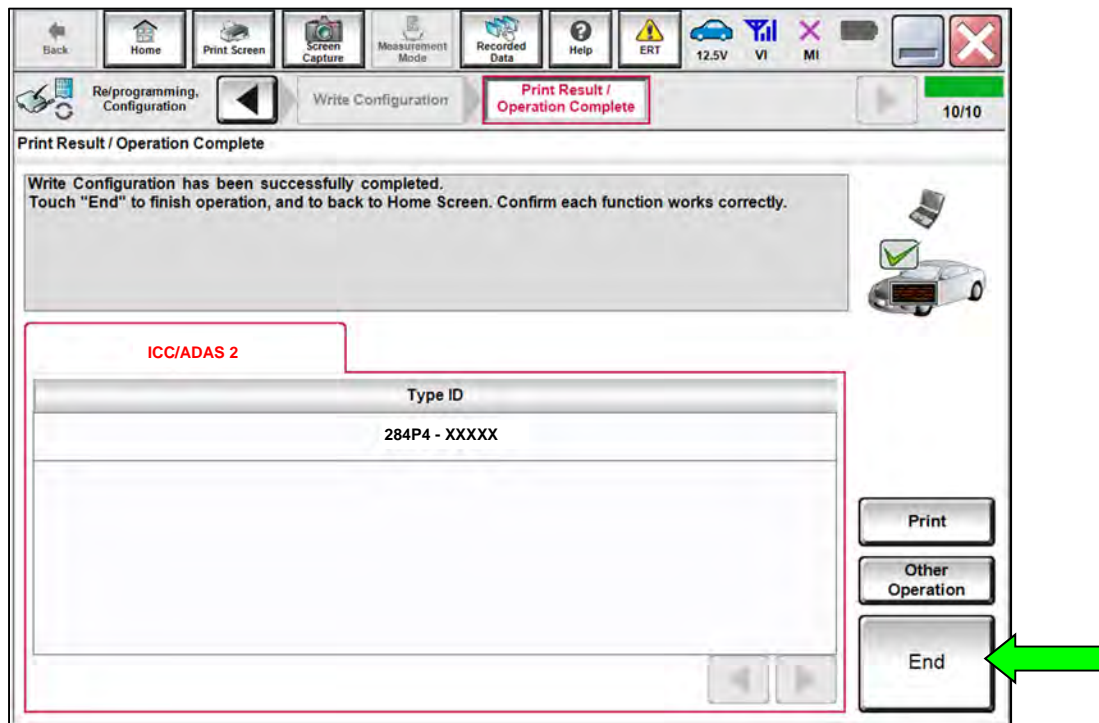 Back
Home
Print Screen
Screen
Capture
Measurement
Mode
Recorded
Data
Help
ERT
12.5V
VI
MI
Re/programming,
Configuration
Write Configuration
Print Result /
Operation Complete
10/10
Print Result / Operation Complete
Write Configuration has been successfully completed.
Touch "End" to finish operation, and to back to Home Screen. Confirm each function works correctly.
ICC/ADAS 2
Type ID
284P4 - XXXXX
Print
Other
Operation
End